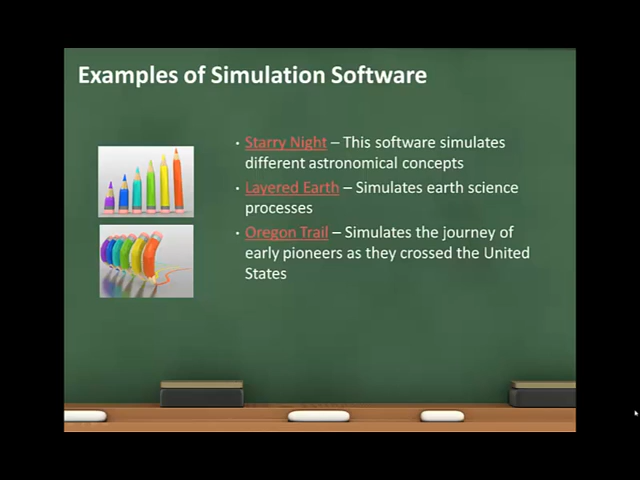 Examples of Simulation Software
• Starry Night – This software simulates
different astronomical concepts
• Layered Earth – Simulates earth science
processes
• Oregon Trail – Simulates the journey of
early pioneers as they crossed the United
States